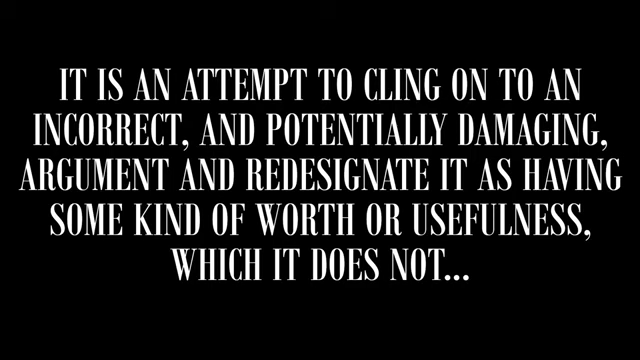 IT IS AN ATTEMPT TO CLING ON TO AN
INCORRECT, AND POTENTIALLY DAMAGING,
ARGUMENT AND REDESIGNATE IT AS HAVING
SOME KIND OF WORTH OR USEFULNESS,
WHICH IT DOES NOT...